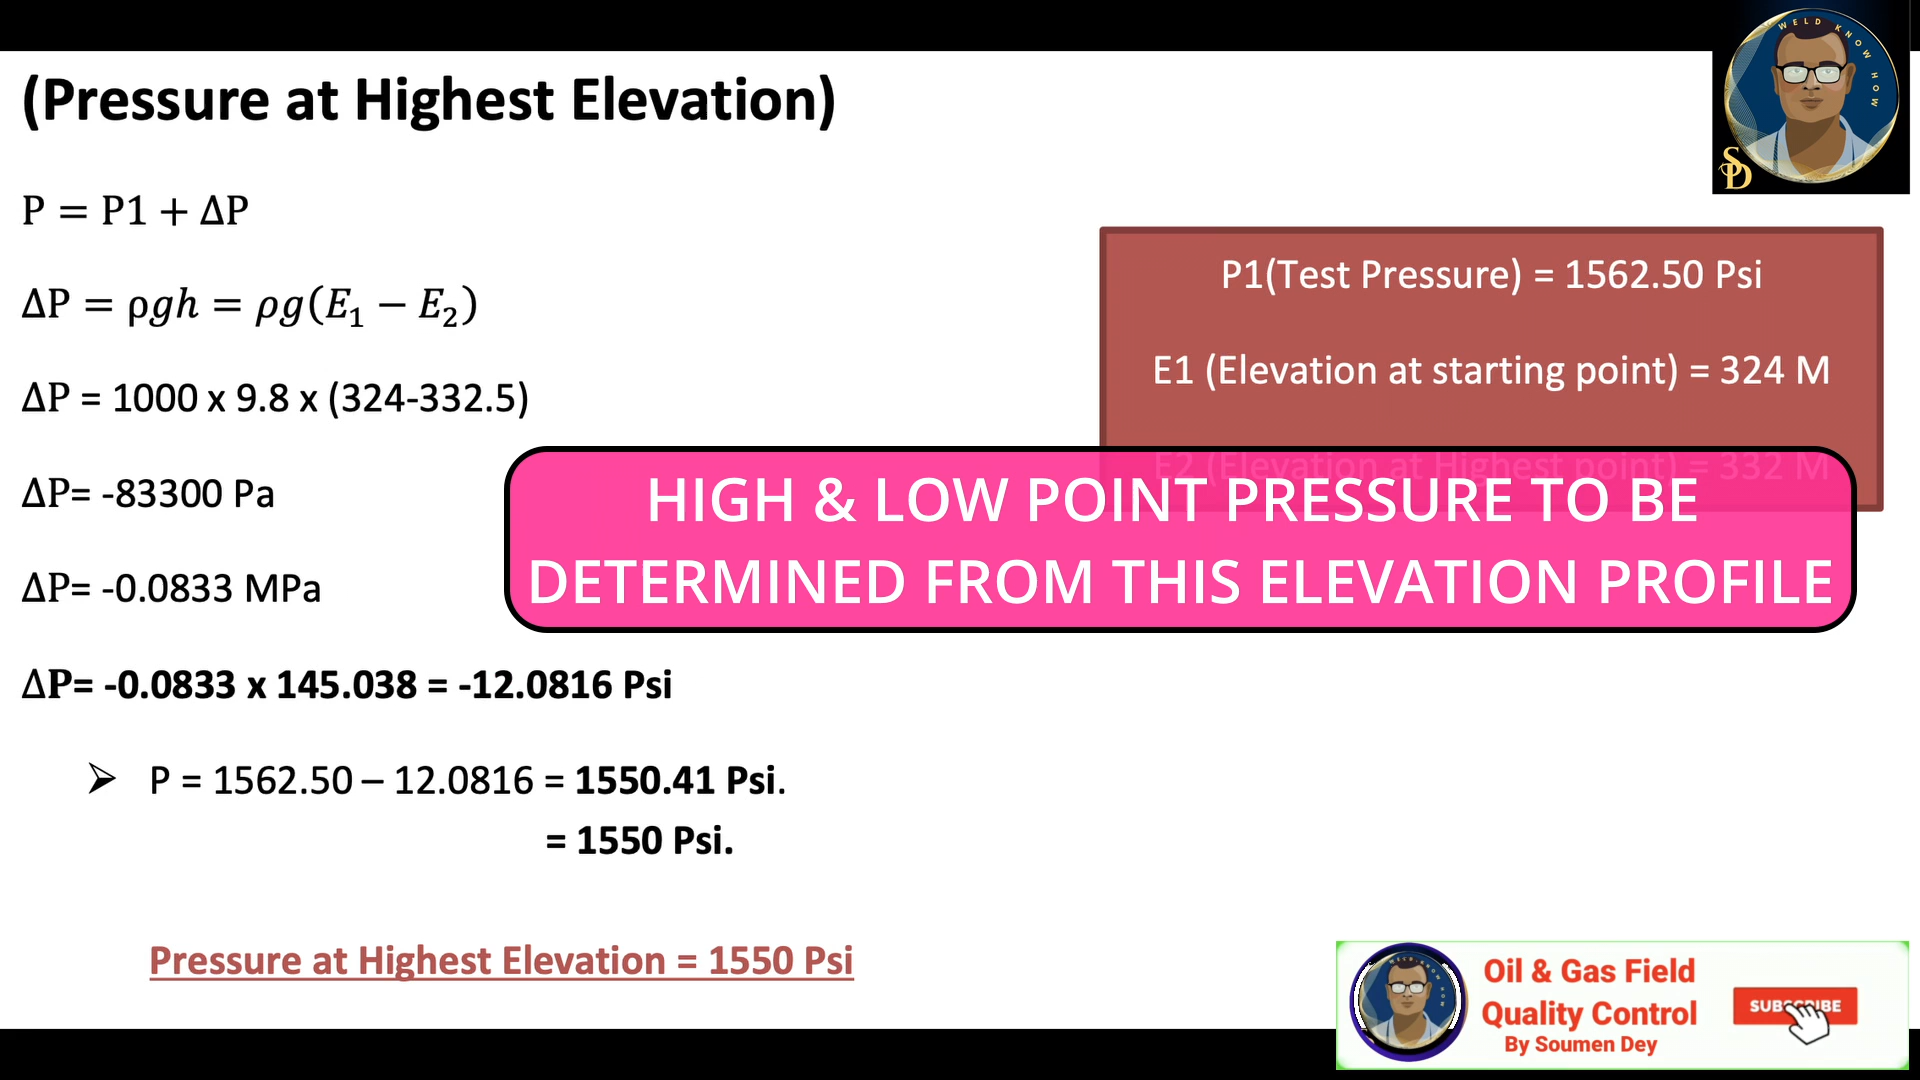 (Pressure at Highest Elevation)
P = P1 + ΔP
ΔP = ρgh = ρg(E₁ − E₂)
ΔP = 1000 x 9.8 x (324-332.5)
ΔP= -83300 Pa
ΔP= -0.0833 MPa
ΔP= -0.0833 x 145.038 = -12.0816 Psi
➢ P = 1562.50 – 12.0816 = 1550.41 Psi.
= 1550 Psi.
Pressure at Highest Elevation = 1550 Psi
WELD KNOW HOW
SD
P1(Test Pressure) = 1562.50 Psi
E1 (Elevation at starting point) = 324 M
E2 (Elevation at Highest point) = 332 M
HIGH & LOW POINT PRESSURE TO BE
DETERMINED FROM THIS ELEVATION PROFILE
Oil & Gas Field
Quality Control
By Soumen Dey
SUBSCRIBE